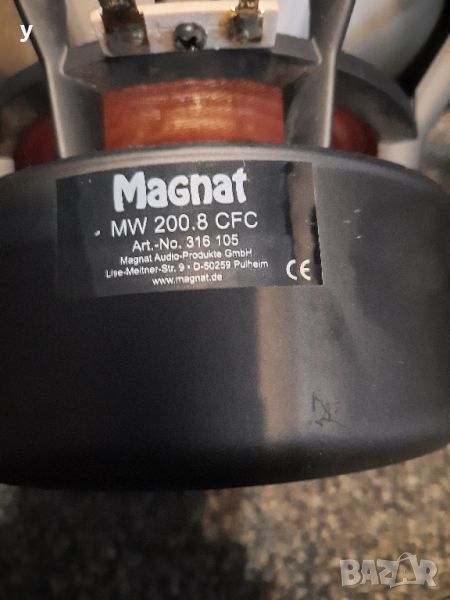 y
Magnat
MW 200.8 CFC
Art.-No. 316 105
Magnat Audio-Produkte GmbH
Lise-Meitner-Str. 9 • D-50259 Pulheim
www.magnat.de
CE
BAZAR